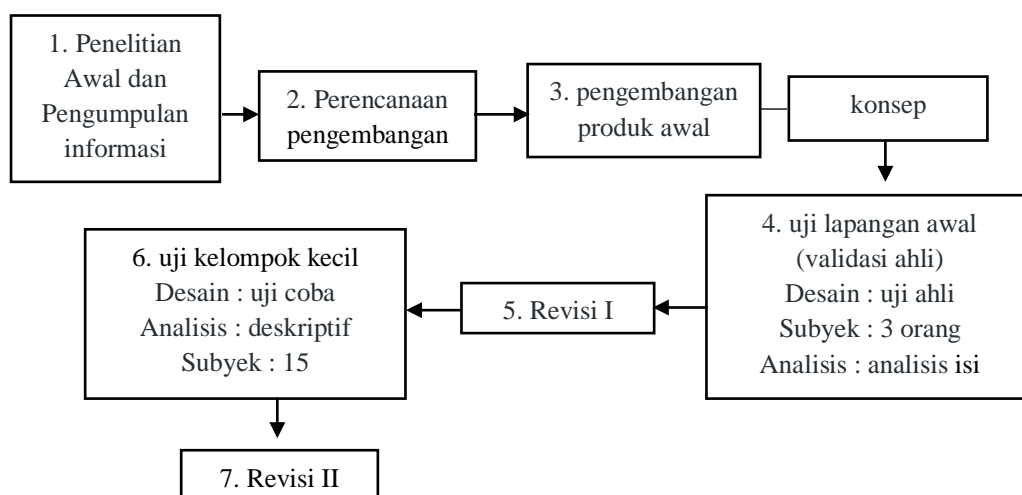 1. Penelitian
Awal dan
Pengumpulan
informasi
2. Perencanaan
pengembangan
3. pengembangan
produk awal
konsep
4. uji lapangan awal
(validasi ahli)
Desain : uji ahli
Subyek : 3 orang
Analisis : analisis isi
5. Revisi I
6. uji kelompok kecil
Desain : uji coba
Analisis : deskriptif
Subyek : 15
7. Revisi II